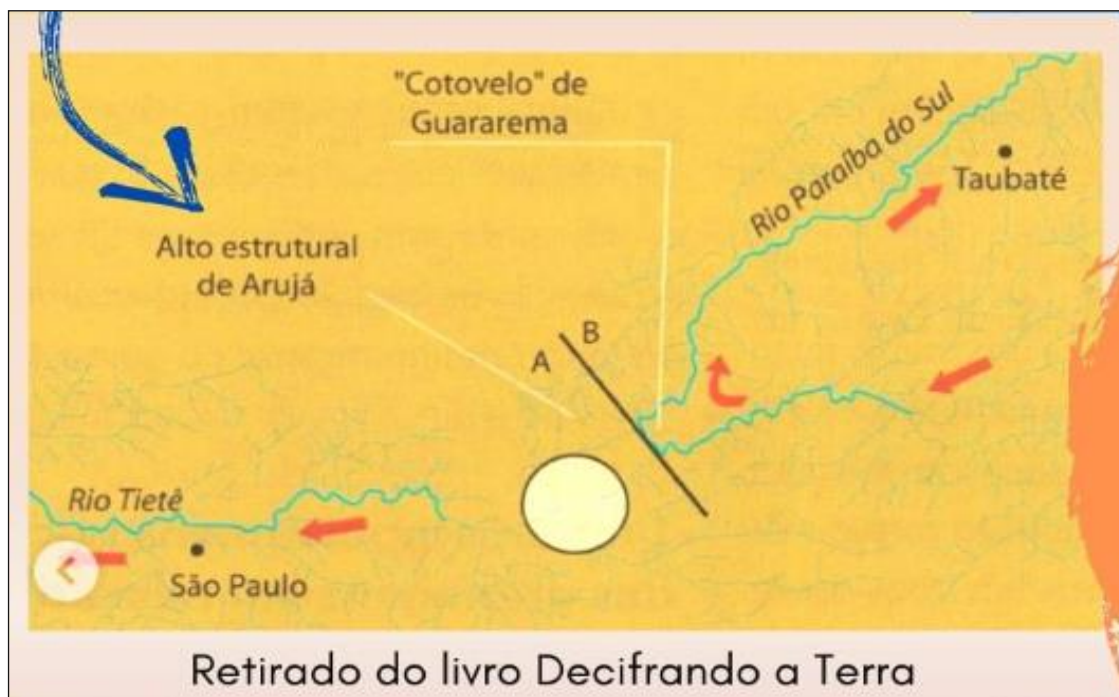 "Cotovelo" de
Guararema
Rio Paraíba do Sul
Taubaté
Alto estrutural
de Arujá
B
A
Rio Tietê
São Paulo
Retirado do livro Decifrando a Terra